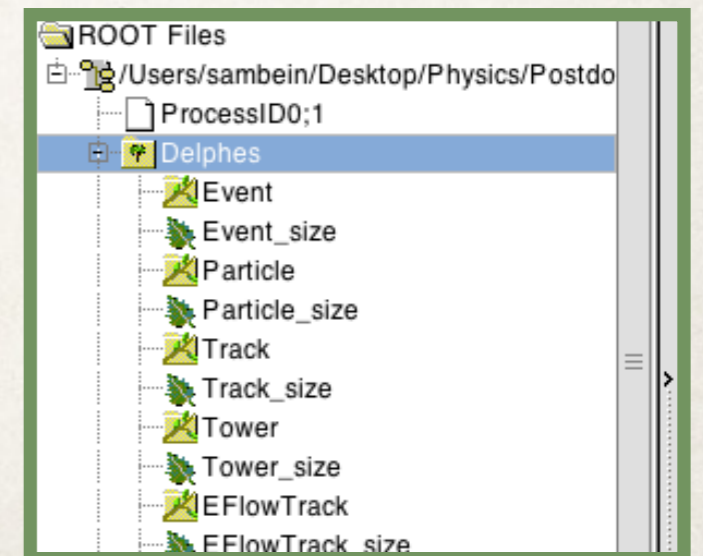 ROOT Files
/Users/sambein/Desktop/Physics/Postdo
ProcessID0;1
Delphes
Event
Event_size
Particle
Particle_size
Track
Track_size
Tower
Tower_size
EFlowTrack
EFlowTrack_size